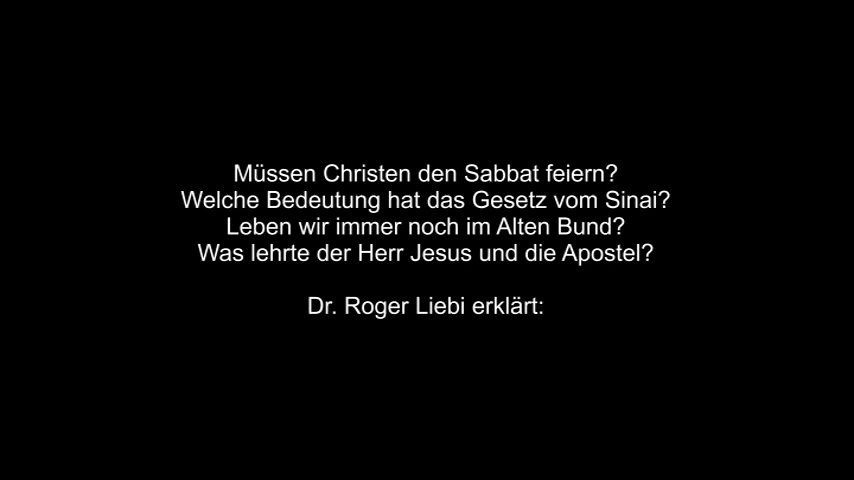 Müssen Christen den Sabbat feiern?
Welche Bedeutung hat das Gesetz vom Sinai?
Leben wir immer noch im Alten Bund?
Was lehrte der Herr Jesus und die Apostel?
Dr. Roger Liebi erklärt: